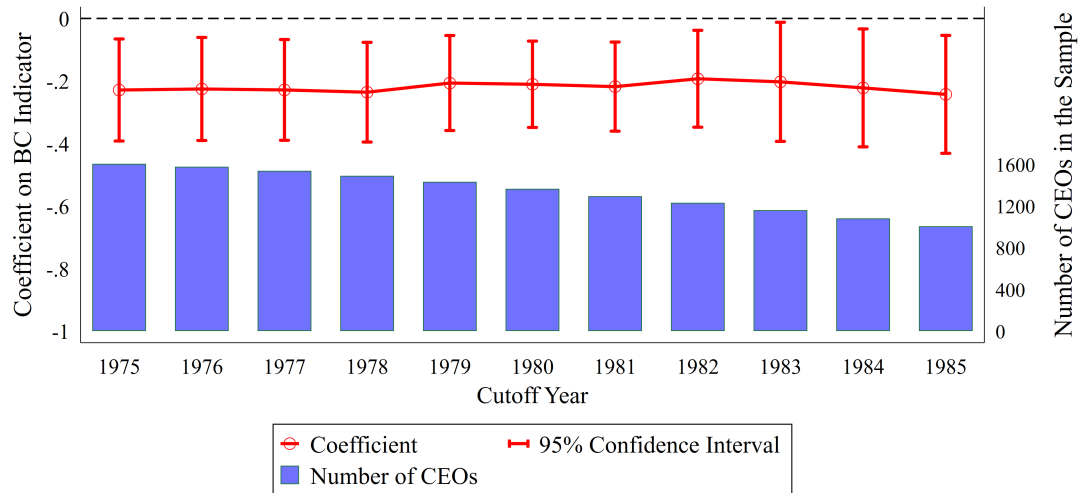 Coefficient on BC Indicator
0
-.2
-.4
-.6
-.8
-1
1600
1200
800
400
0
Number of CEOs in the Sample
1975 1976 1977 1978 1979 1980 1981 1982 1983 1984 1985
Cutoff Year
Coefficient 95% Confidence Interval
Number of CEOs